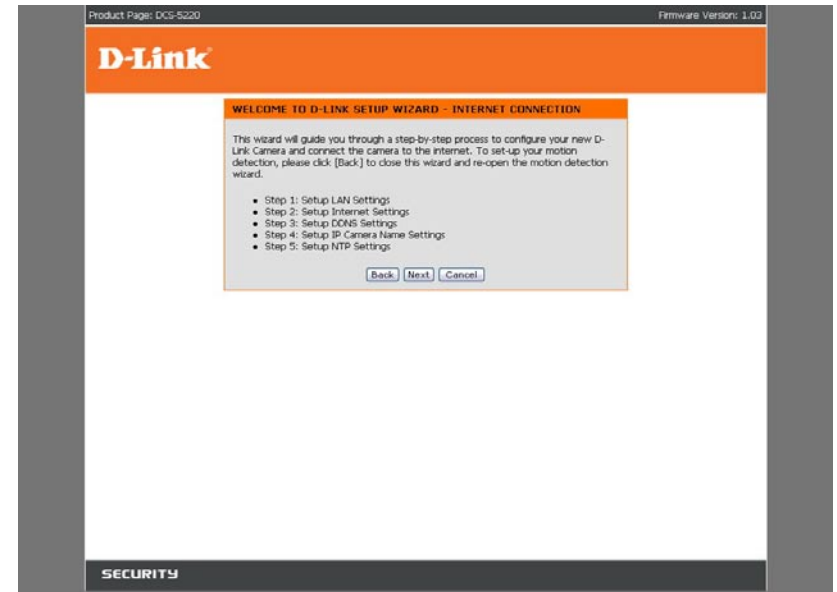 Product Page: DCS-5220 Firmware Version: 1.03
D-Link
WELCOME TO D-LINK SETUP WIZARD - INTERNET CONNECTION
This wizard will guide you through a step-by-step process to configure your new D-
Link Camera and connect the camera to the internet. To set-up your motion
detection, please click [Back] to close this wizard and re-open the motion detection
wizard.
• Step 1: Setup LAN Settings
• Step 2: Setup Internet Settings
• Step 3: Setup DDNS Settings
• Step 4: Setup IP Camera Name Settings
• Step 5: Setup NTP Settings
Back Next Cancel
SECURITY